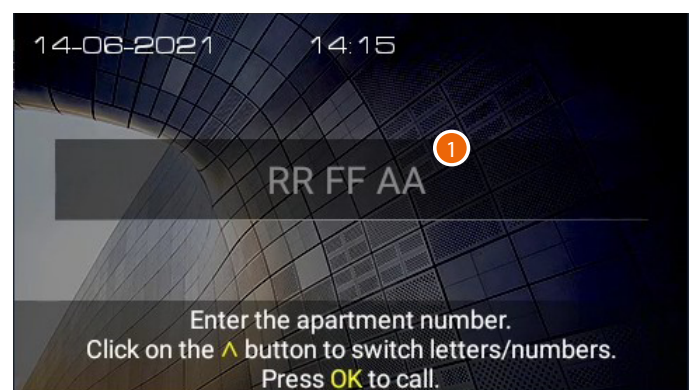 14-06-2021 14:15
1
RR FF AA
Enter the apartment number.
Click on the ^ button to switch letters/numbers.
Press OK to call.